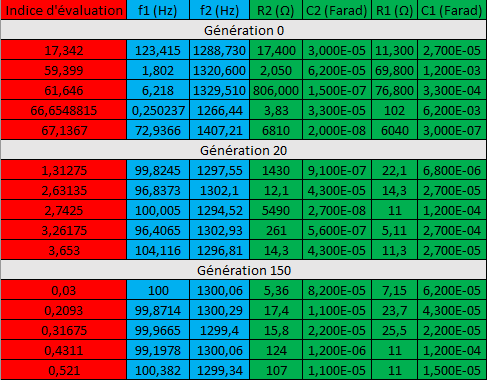 Indice d'évaluation f1 (Hz) f2 (Hz) R2 (Ω) C2 (Farad) R1 (Ω) C1 (Farad)
Génération 0
17,342 123,415 1288,730 17,400 3,000E-05 11,300 2,700E-05
59,399 1,802 1320,600 2,050 6,200E-05 69,800 1,200E-03
61,646 6,218 1329,510 806,000 1,500E-07 76,800 3,300E-04
66,6548815 0,250237 1266,44 3,83 3,300E-05 102 6,200E-03
67,1367 72,9366 1407,21 6810 2,000E-08 6040 3,000E-07
Génération 20
1,31275 99,8245 1297,55 1430 9,100E-07 22,1 6,800E-06
2,63135 96,8373 1302,1 12,1 4,300E-05 14,3 2,700E-05
2,7425 100,005 1294,52 5490 2,700E-08 11 1,200E-04
3,26175 96,4065 1302,93 261 5,600E-07 5,11 2,700E-04
3,653 104,116 1296,81 14,3 4,300E-05 11,3 2,700E-05
Génération 150
0,03 100 1300,06 5,36 8,200E-05 7,15 6,200E-05
0,2093 99,8714 1300,29 17,4 1,100E-05 23,7 4,300E-05
0,31675 99,9665 1299,4 15,8 2,200E-05 25,5 2,200E-05
0,4311 99,1978 1300,06 124 1,200E-06 11 1,200E-04
0,521 100,382 1299,34 107 1,100E-05 11 1,500E-05